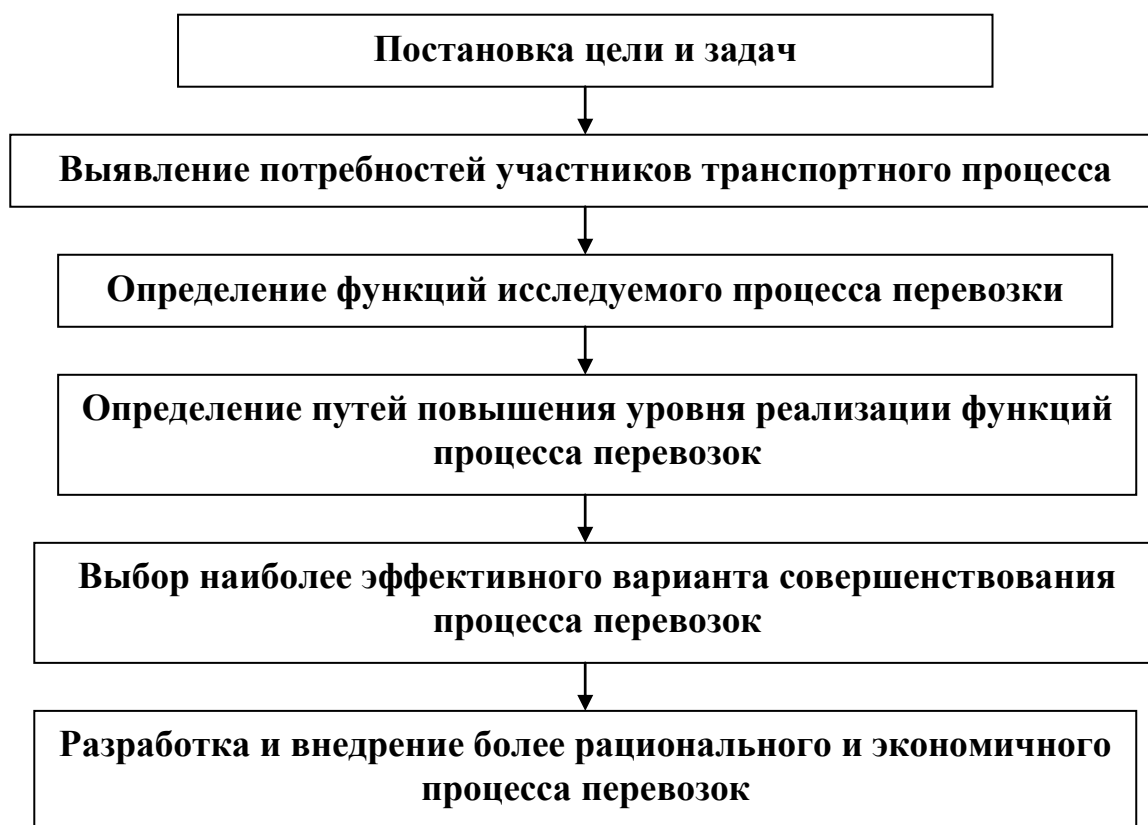 Постановка цели и задач
Выявление потребностей участников транспортного процесса
Определение функций исследуемого процесса перевозки
Определение путей повышения уровня реализации функций
процесса перевозок
Выбор наиболее эффективного варианта совершенствования
процесса перевозок
Разработка и внедрение более рационального и экономичного
процесса перевозок